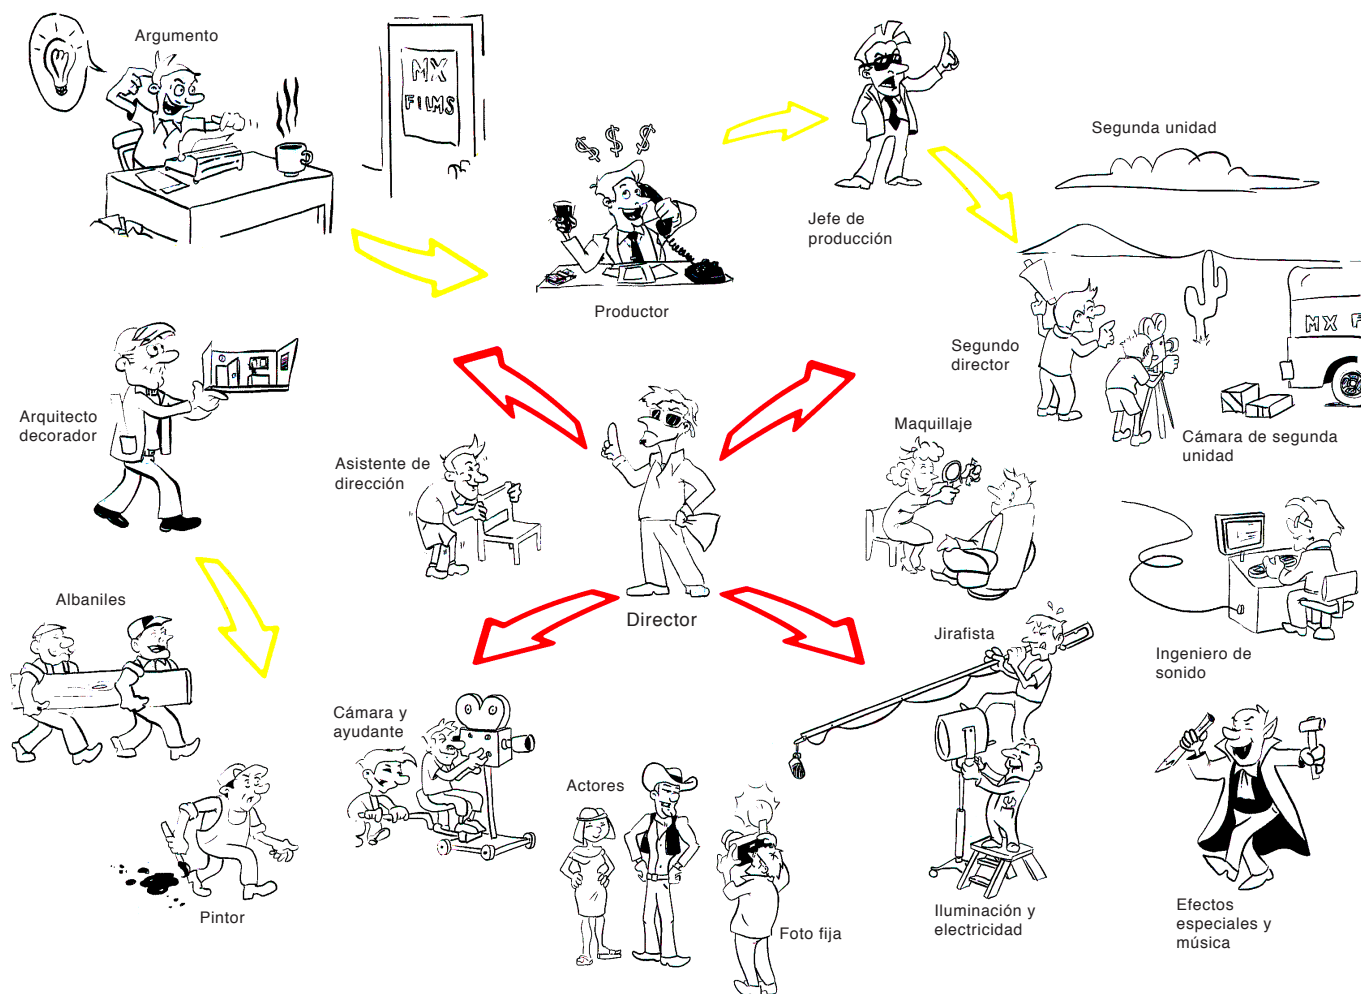 Argumento
MX
FILMS
$ $ $
Productor
Jefe de
producción
Segunda unidad
MX F
Segundo
director
Cámara de segunda
unidad
Arquitecto
decorador
Asistente de
dirección
Director
Maquillaje
Ingeniero de
sonido
Albaniles
Pintor
Cámara y
ayudante
Actores
Foto fija
Jirafista
Iluminación y
electricidad
Efectos
especiales y
música